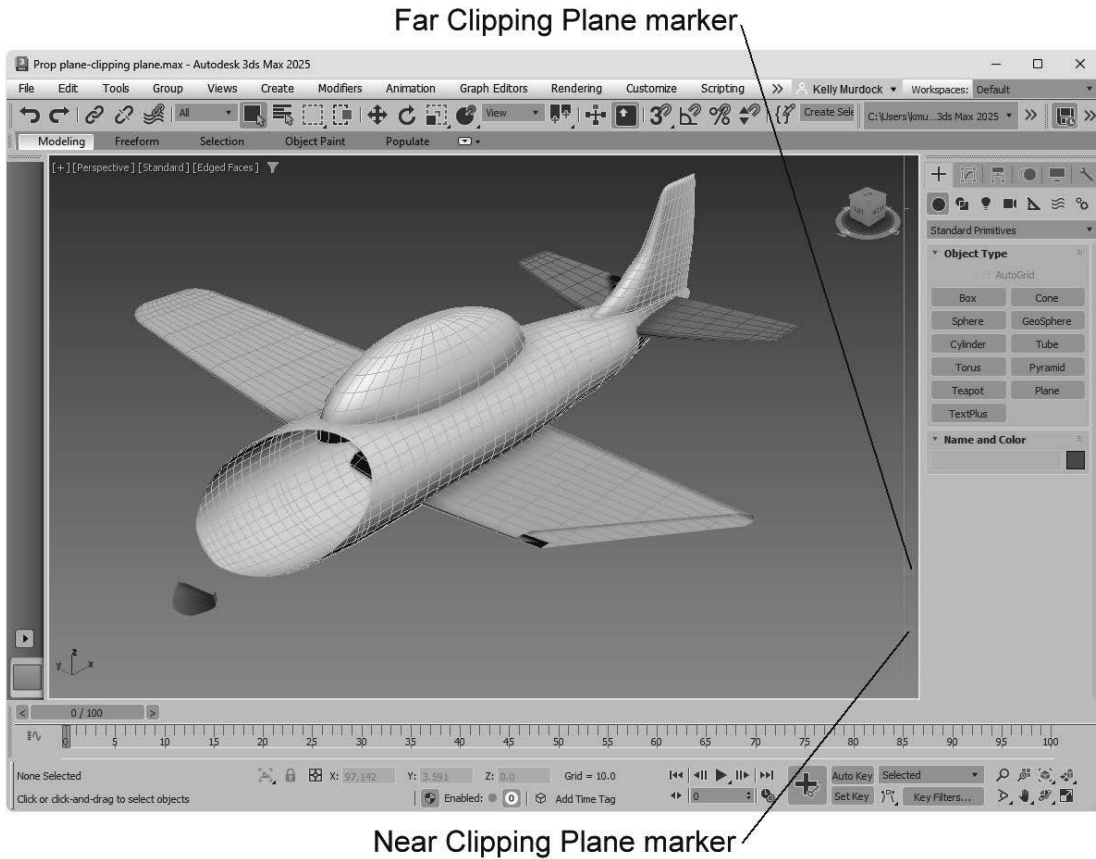 Far Clipping Plane marker
Prop plane-clipping plane.max - Autodesk 3ds Max 2025
File Edit Tools Group Views Create Modifiers Animation Graph Editors Rendering Customize Scripting Kelly Murdock Workspaces: Default
All View Create Sele C:\Users\kmu...3ds Max 2025
Modeling Freeform Selection Object Paint Populate
[+] [Perspective] [Standard] [Edged Faces]
Standard Primitives
Object Type
AutoGrid
Box Cone
Sphere GeoSphere
Cylinder Tube
Torus Pyramid
Teapot Plane
TextPlus
Name and Color
z
y x
0 / 100
0 5 10 15 20 25 30 35 40 45 50 55 60 65 70 75 80 85 90 95 100
None Selected X: 97.142 Y: 3.591 Z: 0.0 Grid = 10.0 Auto Key Selected
Click or click-and-drag to select objects Enabled: 0 Add Time Tag 0 Set Key Key Filters...
Near Clipping Plane marker